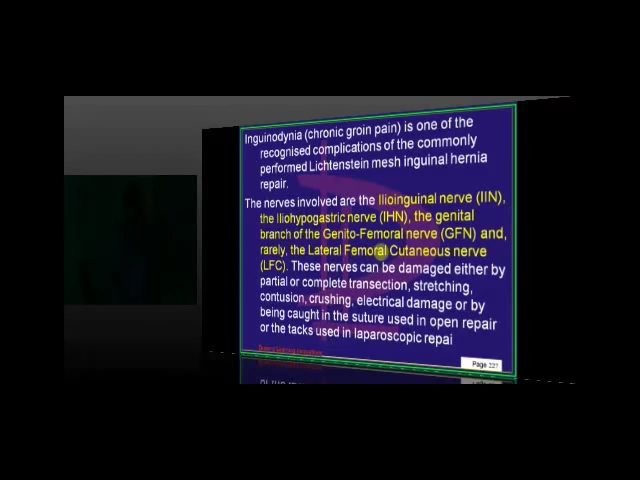 Inguinodynia (chronic groin pain) is one of the
recognised complications of the commonly
performed Lichtenstein mesh inguinal hernia
repair.
The nerves involved are the Ilioinguinal nerve (IIN),
the Iliohypogastric nerve (IHN), the genital
branch of the Genito-Femoral nerve (GFN) and,
rarely, the Lateral Femoral Cutaneous nerve
(LFC). These nerves can be damaged either by
partial or complete transection, stretching,
contusion, crushing, electrical damage or by
being caught in the suture used in open repair
or the tacks used in laparoscopic repai
Page 227